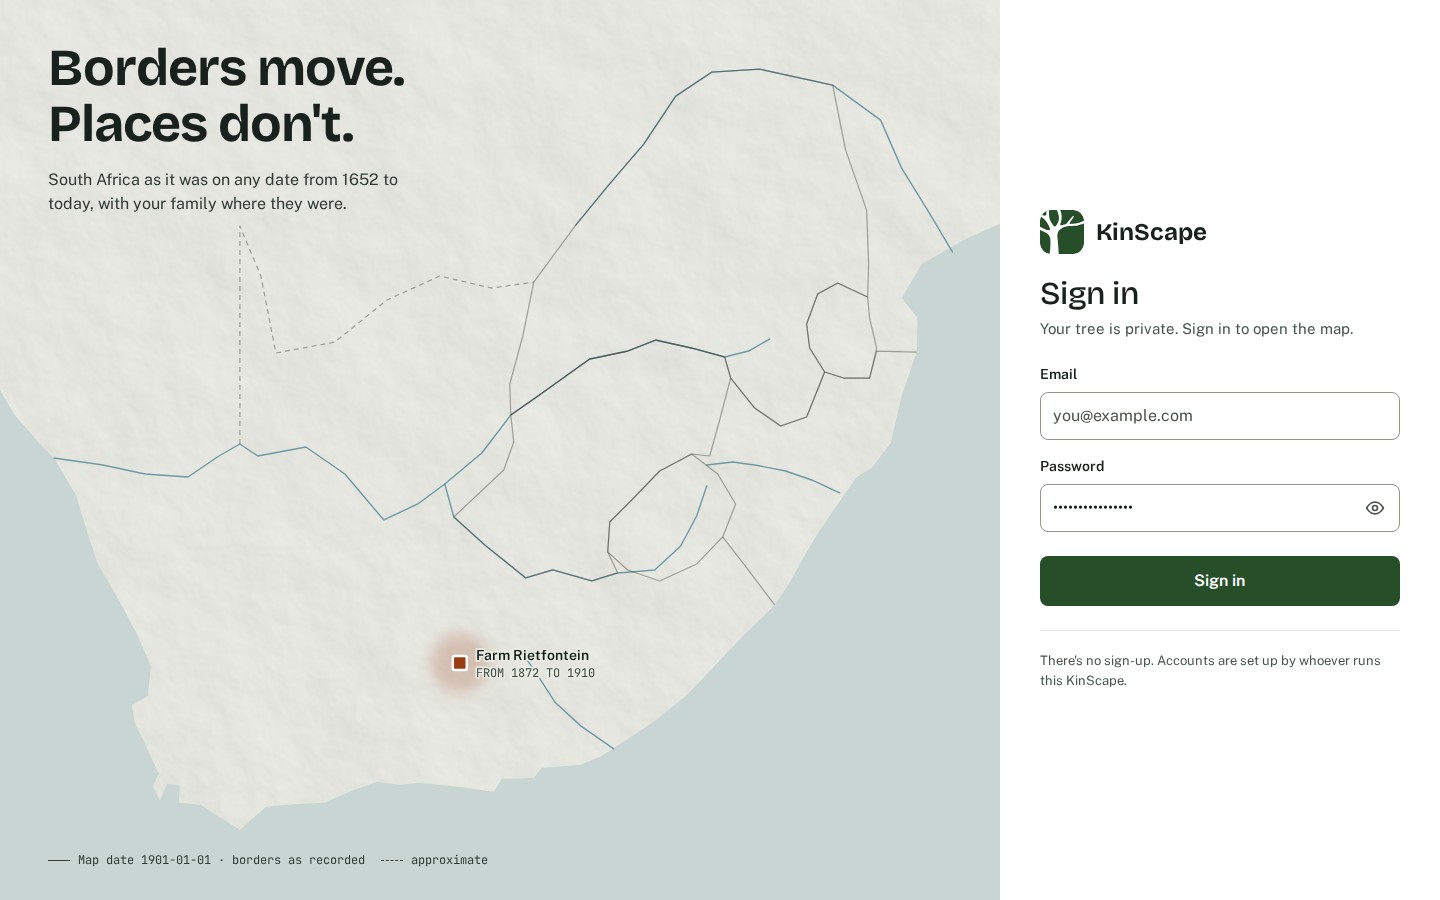 Borders move.
Places don't.
South Africa as it was on any date from 1652 to
today, with your family where they were.
Farm Rietfontein
FROM 1872 TO 1910
Map date 1901-01-01 · borders as recorded
approximate
KinScape
Sign in
Your tree is private. Sign in to open the map.
Email
you@example.com
Password
••••••••••••••••
Sign in
There's no sign-up. Accounts are set up by whoever runs
this KinScape.